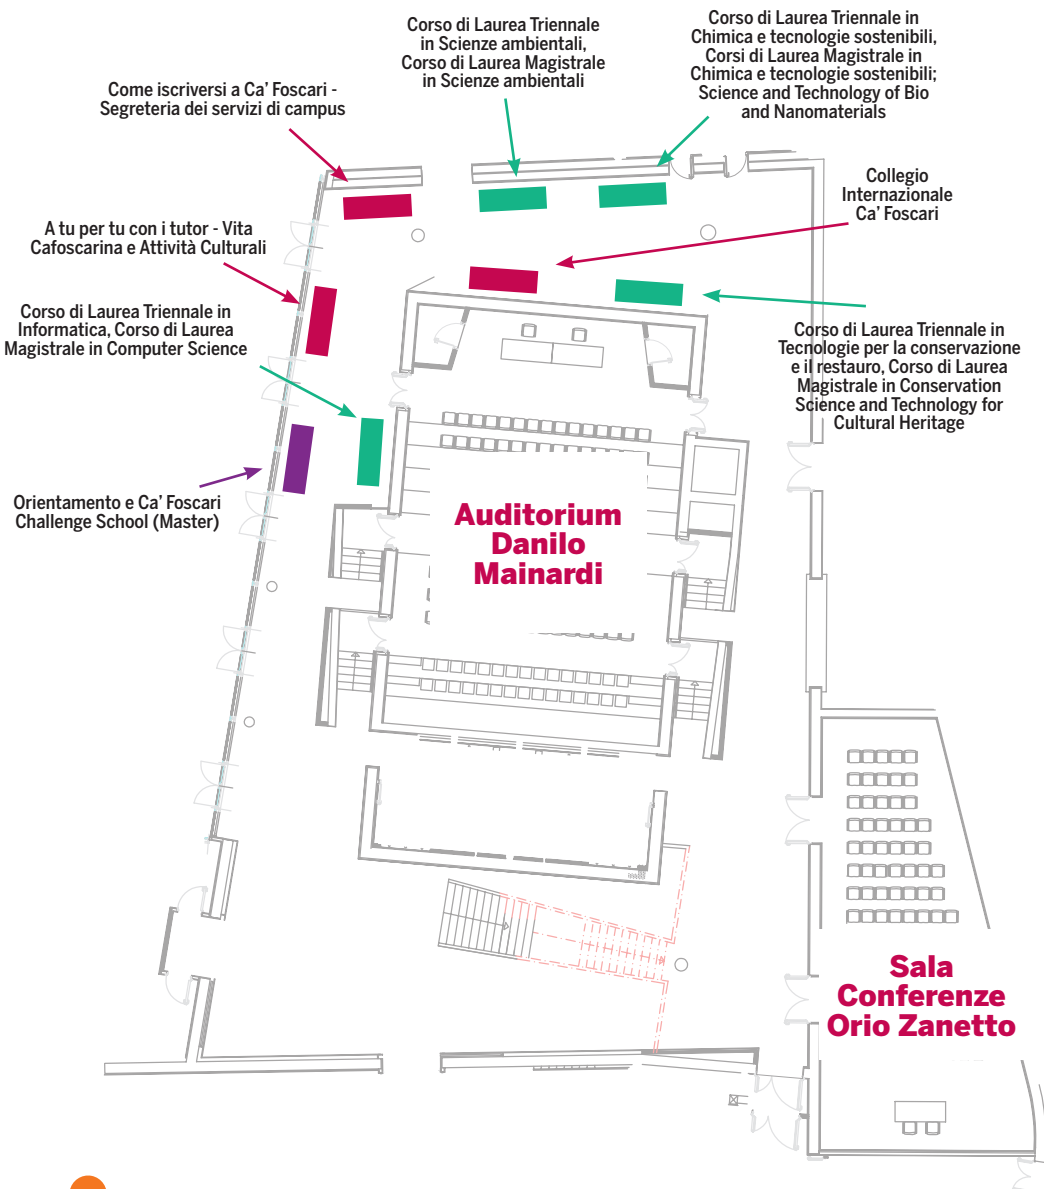 Corso di Laurea Triennale
in Scienze ambientali,
Corso di Laurea Magistrale
in Scienze ambientali
Corso di Laurea Triennale in
Chimica e tecnologie sostenibili,
Corsi di Laurea Magistrale in
Chimica e tecnologie sostenibili;
Science and Technology of Bio
and Nanomaterials
Come iscriversi a Ca' Foscari -
Segreteria dei servizi di campus
Collegio
Internazionale
Ca' Foscari
A tu per tu con i tutor - Vita
Cafoscarina e Attività Culturali
Corso di Laurea Triennale in
Informatica, Corso di Laurea
Magistrale in Computer Science
Corso di Laurea Triennale in
Tecnologie per la conservazione
e il restauro, Corso di Laurea
Magistrale in Conservation
Science and Technology for
Cultural Heritage
Orientamento e Ca' Foscari
Challenge School (Master)
Auditorium
Danilo
Mainardi
Sala
Conferenze
Orio Zanetto